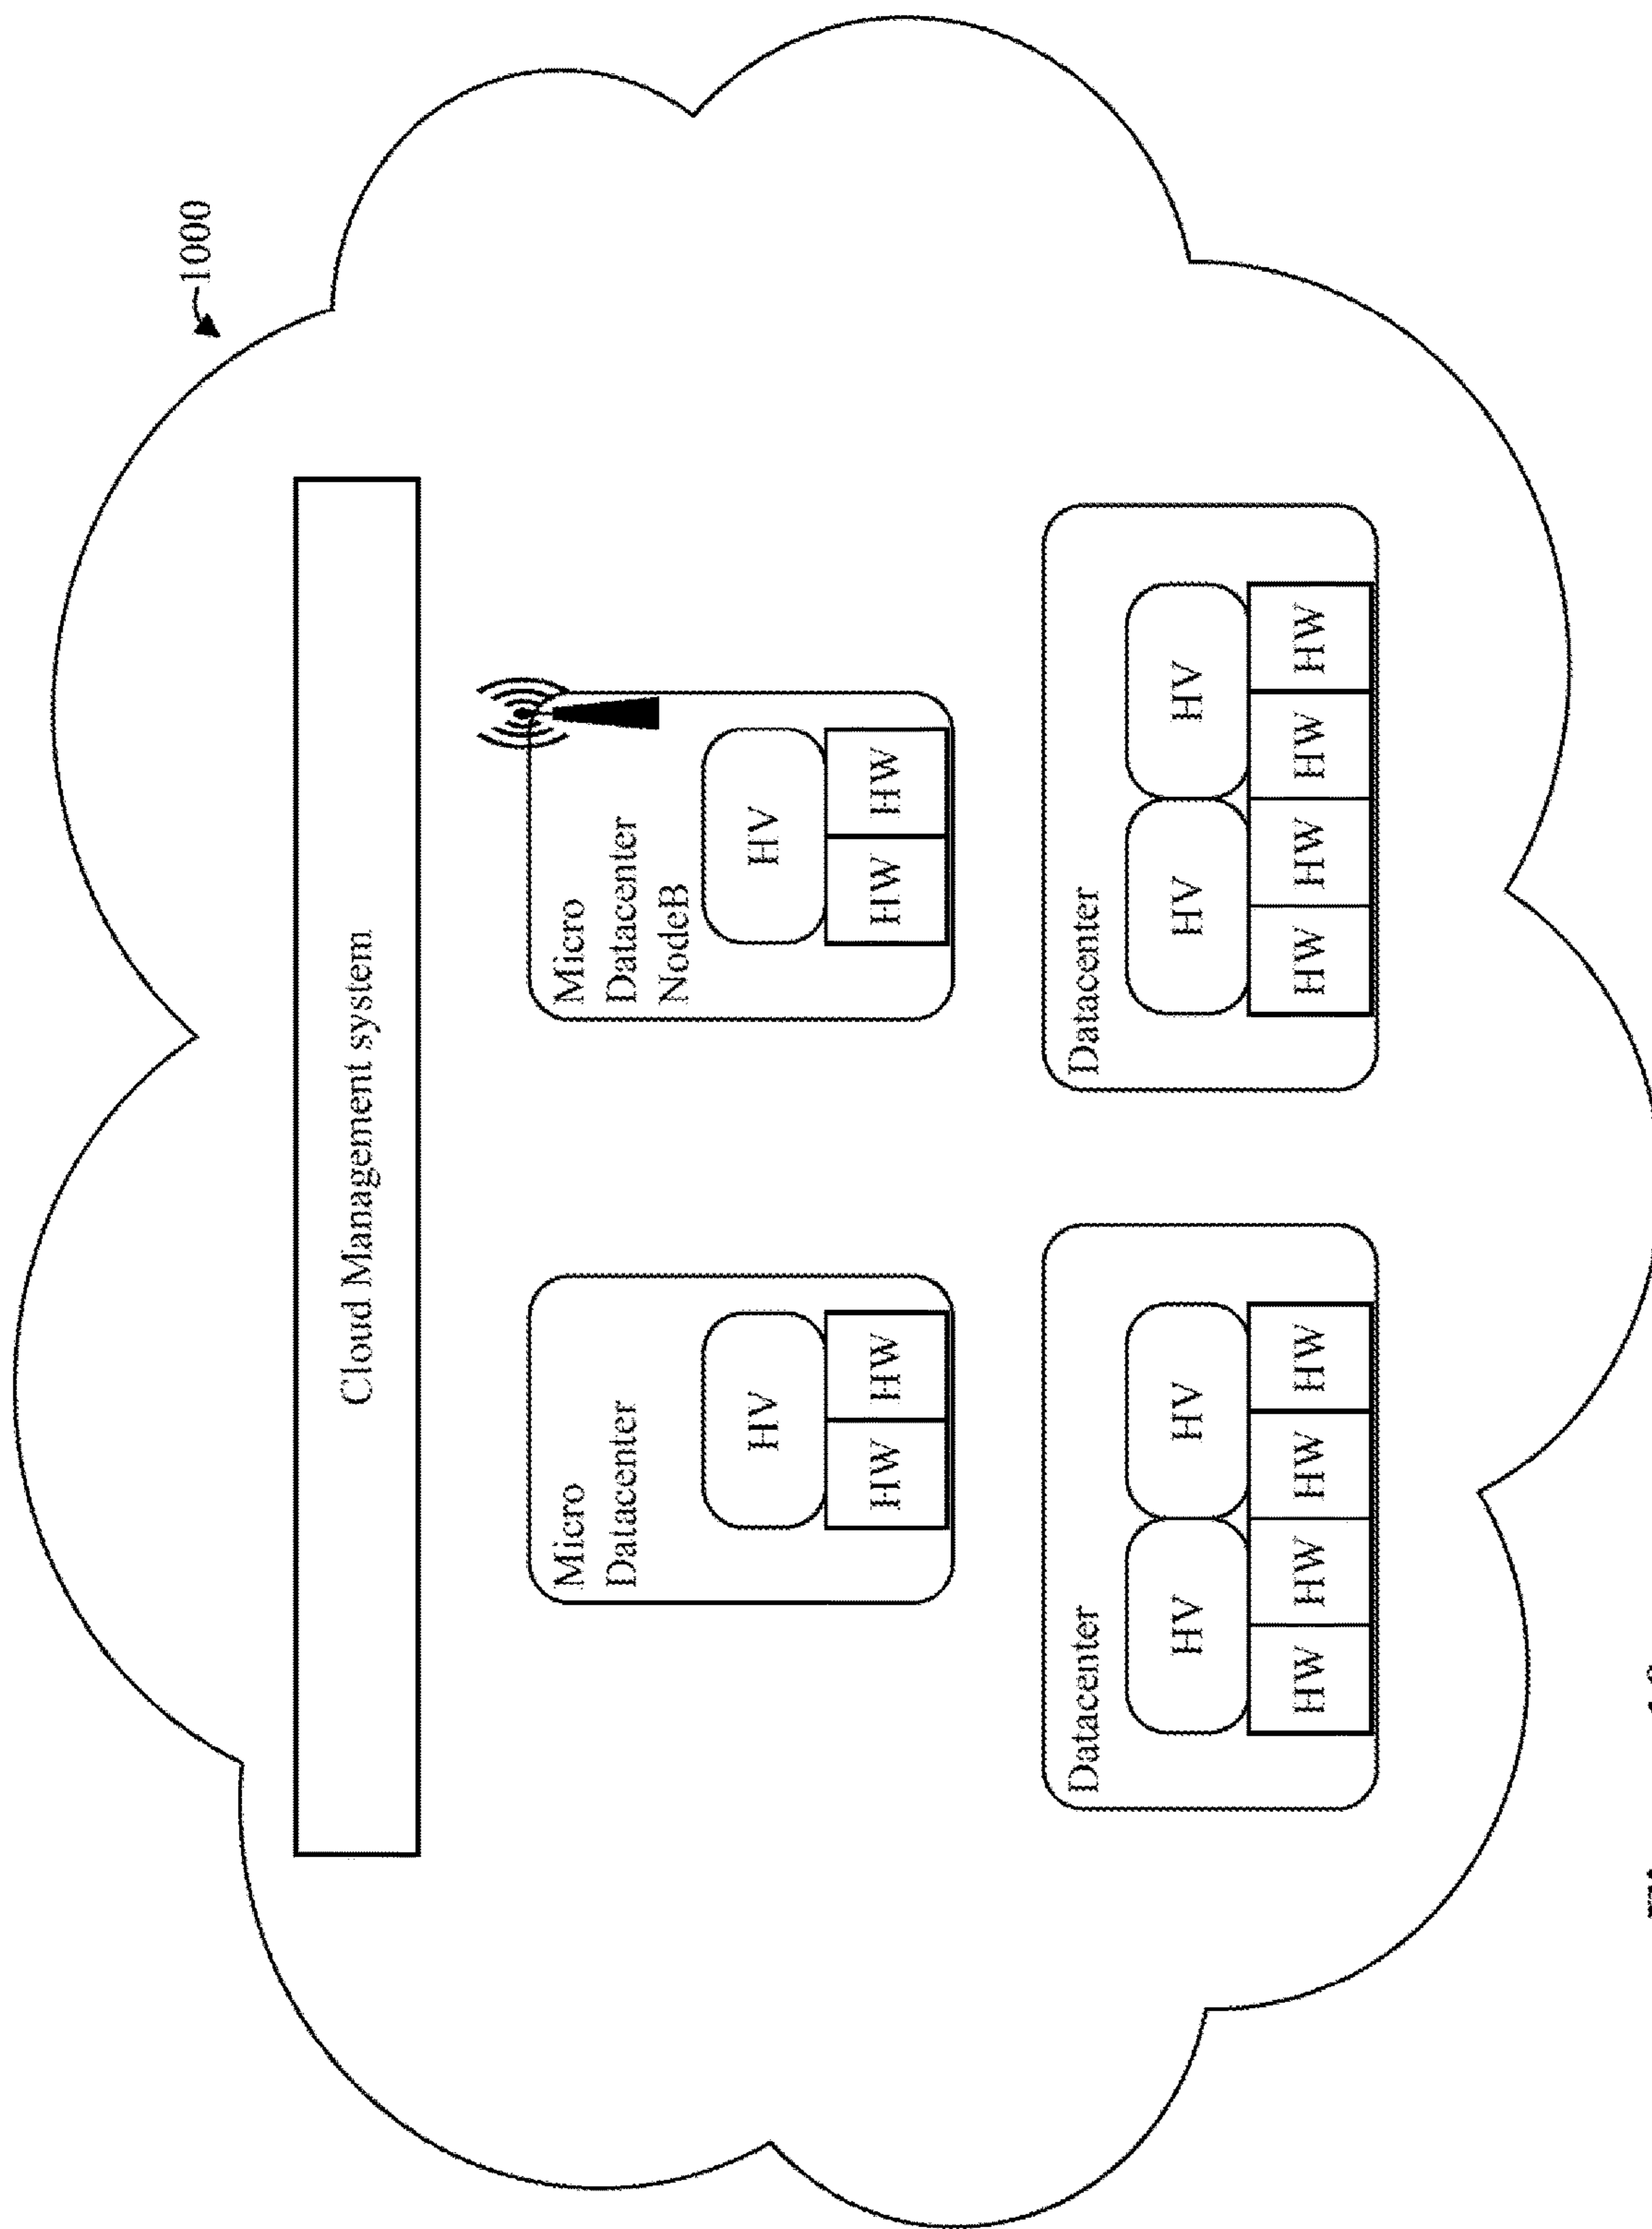 1000
Cloud Management system
Micro
Datacenter
HV
HW HW
Micro
Datacenter
NodeB
HV
HW HW
Datacenter
HV HV
HW HW HW HW
Datacenter
HV HV
HW HW HW HW